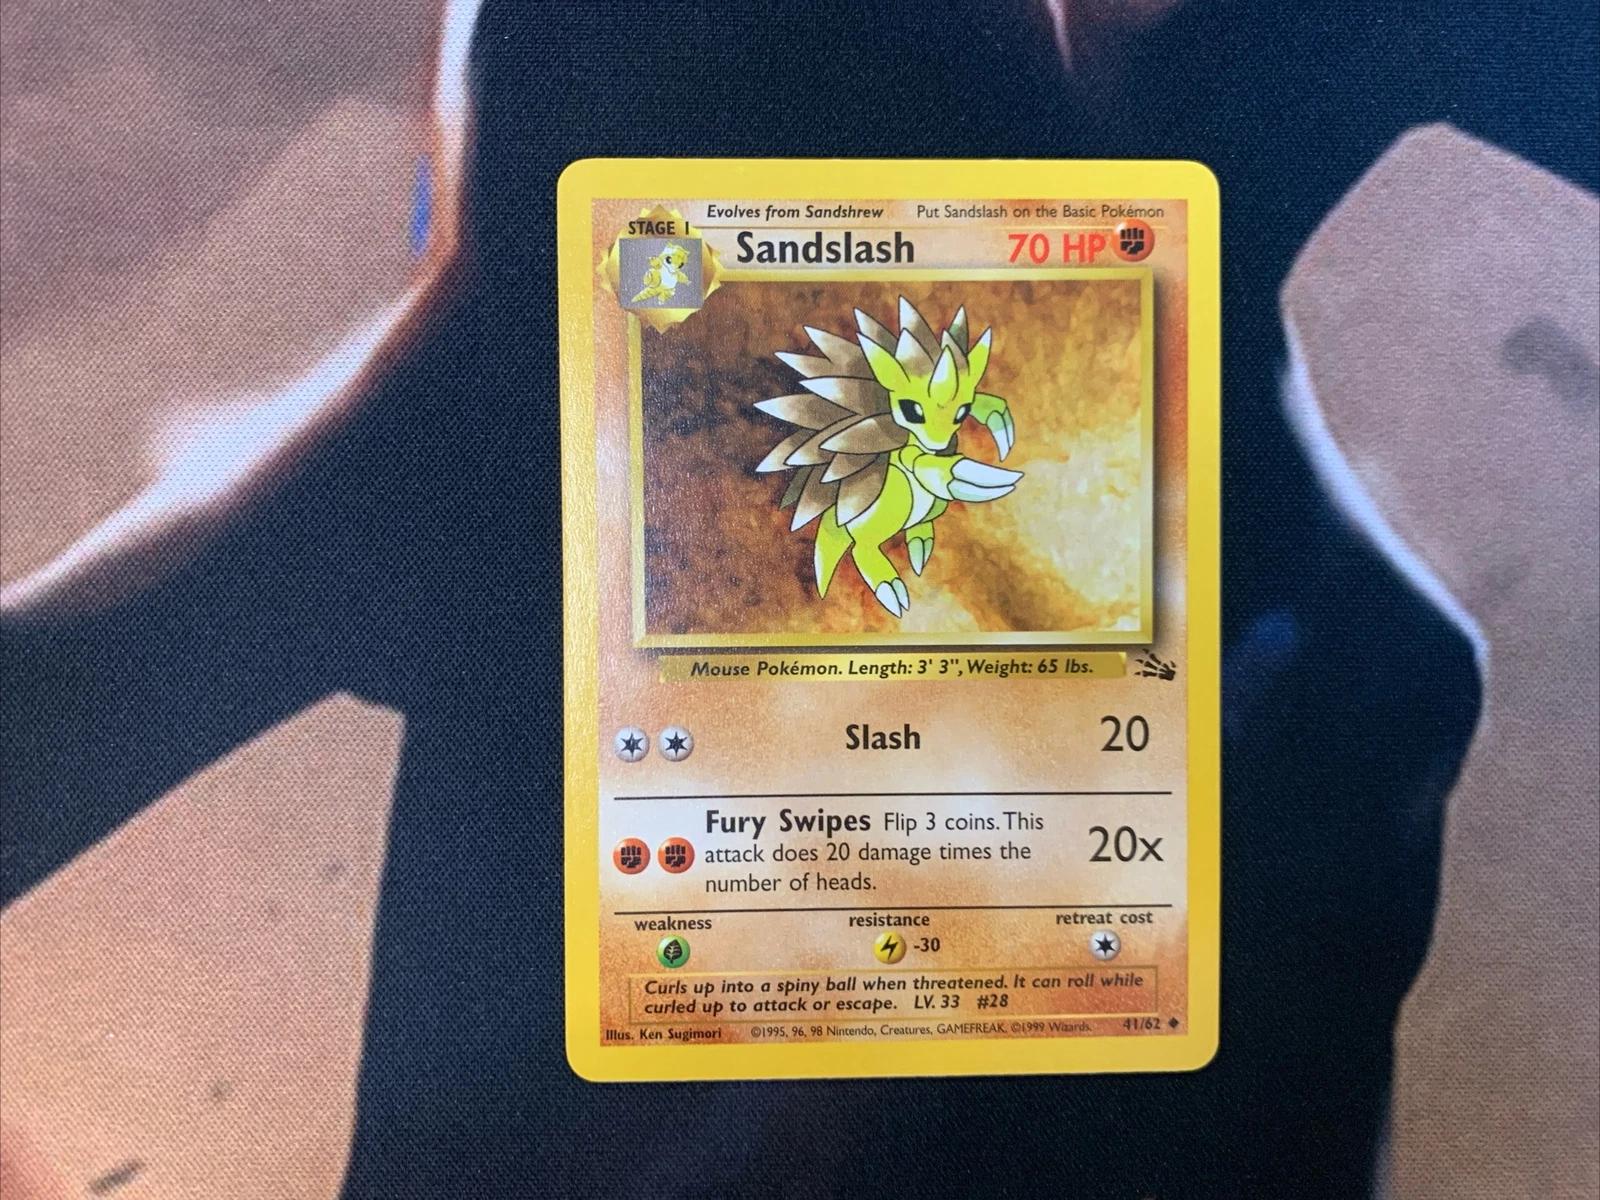 Evolves from Sandshrew Put Sandslash on the Basic Pokémon
STAGE 1
Sandslash 70 HP
Mouse Pokémon. Length: 3' 3", Weight: 65 lbs.
Slash 20
Fury Swipes Flip 3 coins. This
attack does 20 damage times the
number of heads.
20x
weakness resistance retreat cost
-30
Curls up into a spiny ball when threatened. It can roll while
curled up to attack or escape. LV. 33 #28
Illus. Ken Sugimori ©1995, 96, 98 Nintendo, Creatures, GAMEFREAK. ©1999 Wizards. 41/62